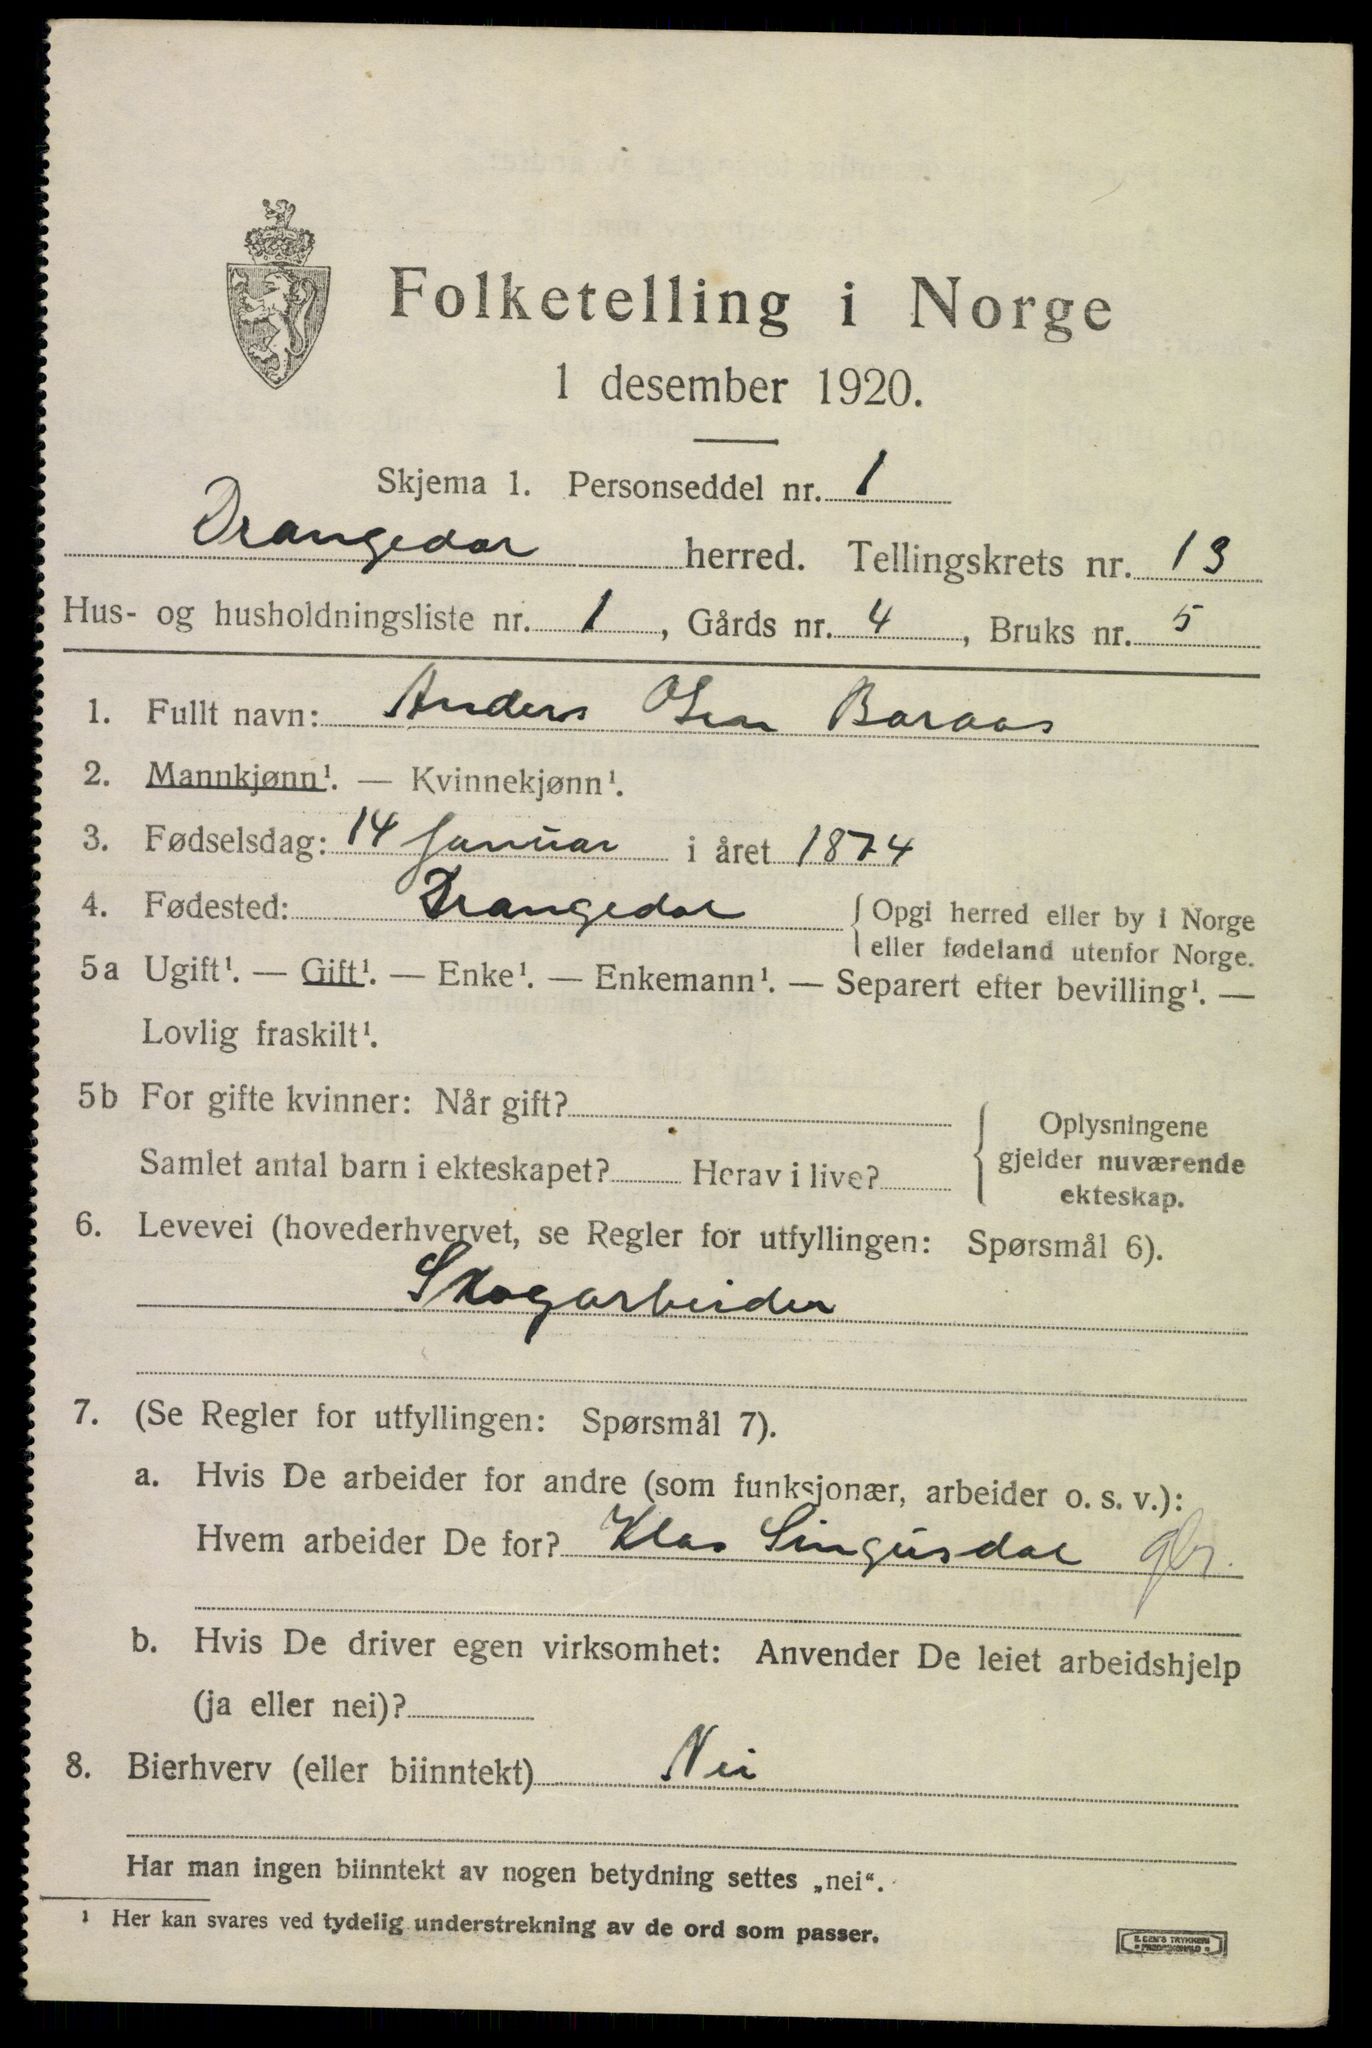 Folketelling i Norge
1 desember 1920.
Skjema 1. Personseddel nr. 1
Drangedal herred. Tellingskrets nr. 13
Hus- og husholdningsliste nr. 1, Gårds nr. 4, Bruks nr. 5
1. Fullt navn: Anders Olsen Baraas
2. Mannkjønn¹. — Kvinnekjønn¹.
3. Fødselsdag: 14 januar i året 1874
4. Fødested: Drangedal { Opgi herred eller by i Norge
eller fødeland utenfor Norge.
5a Ugift¹. — Gift¹. — Enke¹. — Enkemann¹. — Separert efter bevilling¹. —
Lovlig fraskilt¹.
5b For gifte kvinner: Når gift?
Samlet antal barn i ekteskapet? Herav i live?
{ Oplysningene
gjelder nuværende
ekteskap.
6. Levevei (hovederhvervet, se Regler for utfyllingen: Spørsmål 6).
Skogarbeider
7. (Se Regler for utfyllingen: Spørsmål 7).
a. Hvis De arbeider for andre (som funksjonær, arbeider o. s. v.):
Hvem arbeider De for? Klas Singusdal gbr.
b. Hvis De driver egen virksomhet: Anvender De leiet arbeidshjelp
(ja eller nei)?
8. Bierhverv (eller biinntekt) Nei
Har man ingen biinntekt av nogen betydning settes „nei“.
¹ Her kan svares ved tydelig understrekning av de ord som passer.